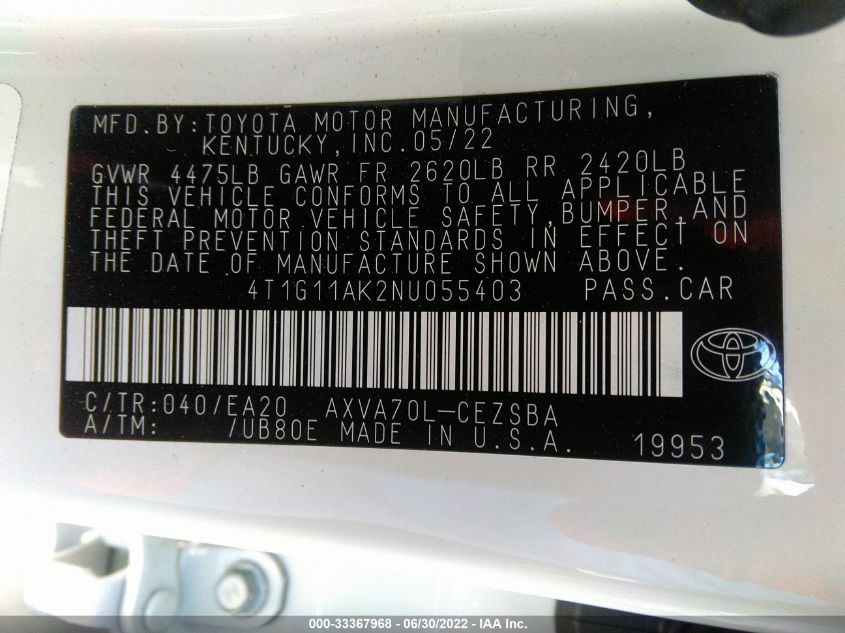 MFD.BY:TOYOTA MOTOR MANUFACTURING,
KENTUCKY,INC.05/22
GVWR 4475LB GAWR FR 2620LB RR 2420LB
THIS VEHICLE CONFORMS TO ALL APPLICABLE
FEDERAL MOTOR VEHICLE SAFETY,BUMPER,AND
THEFT PREVENTION STANDARDS IN EFFECT ON
THE DATE OF MANUFACTURE SHOWN ABOVE.
4T1G11AK2NU055403 PASS.CAR
C/TR:040/EA20 AXVA70L-CEZSBA
A/TM: /UB80E MADE IN U.S.A. 19953
000-33367968 - 06/30/2022 - IAA Inc.